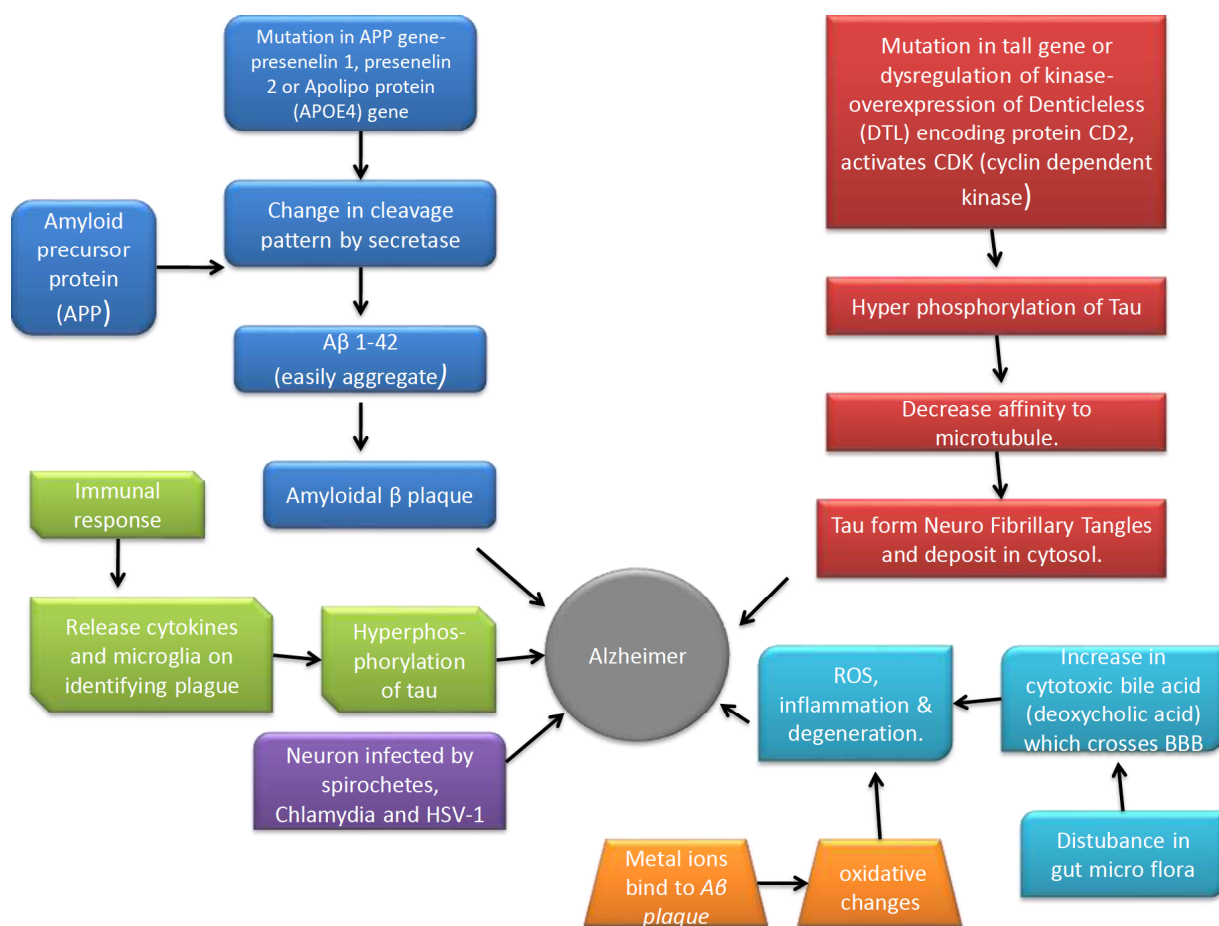 Mutation in APP gene-
presenelin 1, presenelin
2 or Apolipo protein
(APOE4) gene
Change in cleavage
pattern by secretase
Amyloid
precursor
protein
(APP)
Aβ 1-42
(easily aggregate)
Amyloidal β plaque
Immunal
response
Release cytokines
and microglia on
identifying plague
Hyperphos-
phorylation
of tau
Neuron infected by
spirochetes,
Chlamydia and HSV-1
Alzheimer
Mutation in tall gene or
dysregulation of kinase-
overexpression of Denticleless
(DTL) encoding protein CD2,
activates CDK (cyclin dependent
kinase)
Hyper phosphorylation of Tau
Decrease affinity to
microtubule.
Tau form Neuro Fibrillary Tangles
and deposit in cytosol.
ROS,
inflammation &
degeneration.
Increase in
cytotoxic bile acid
(deoxycholic acid)
which crosses BBB
Distubance in
gut micro flora
Metal ions
bind to Aβ
plaque
oxidative
changes